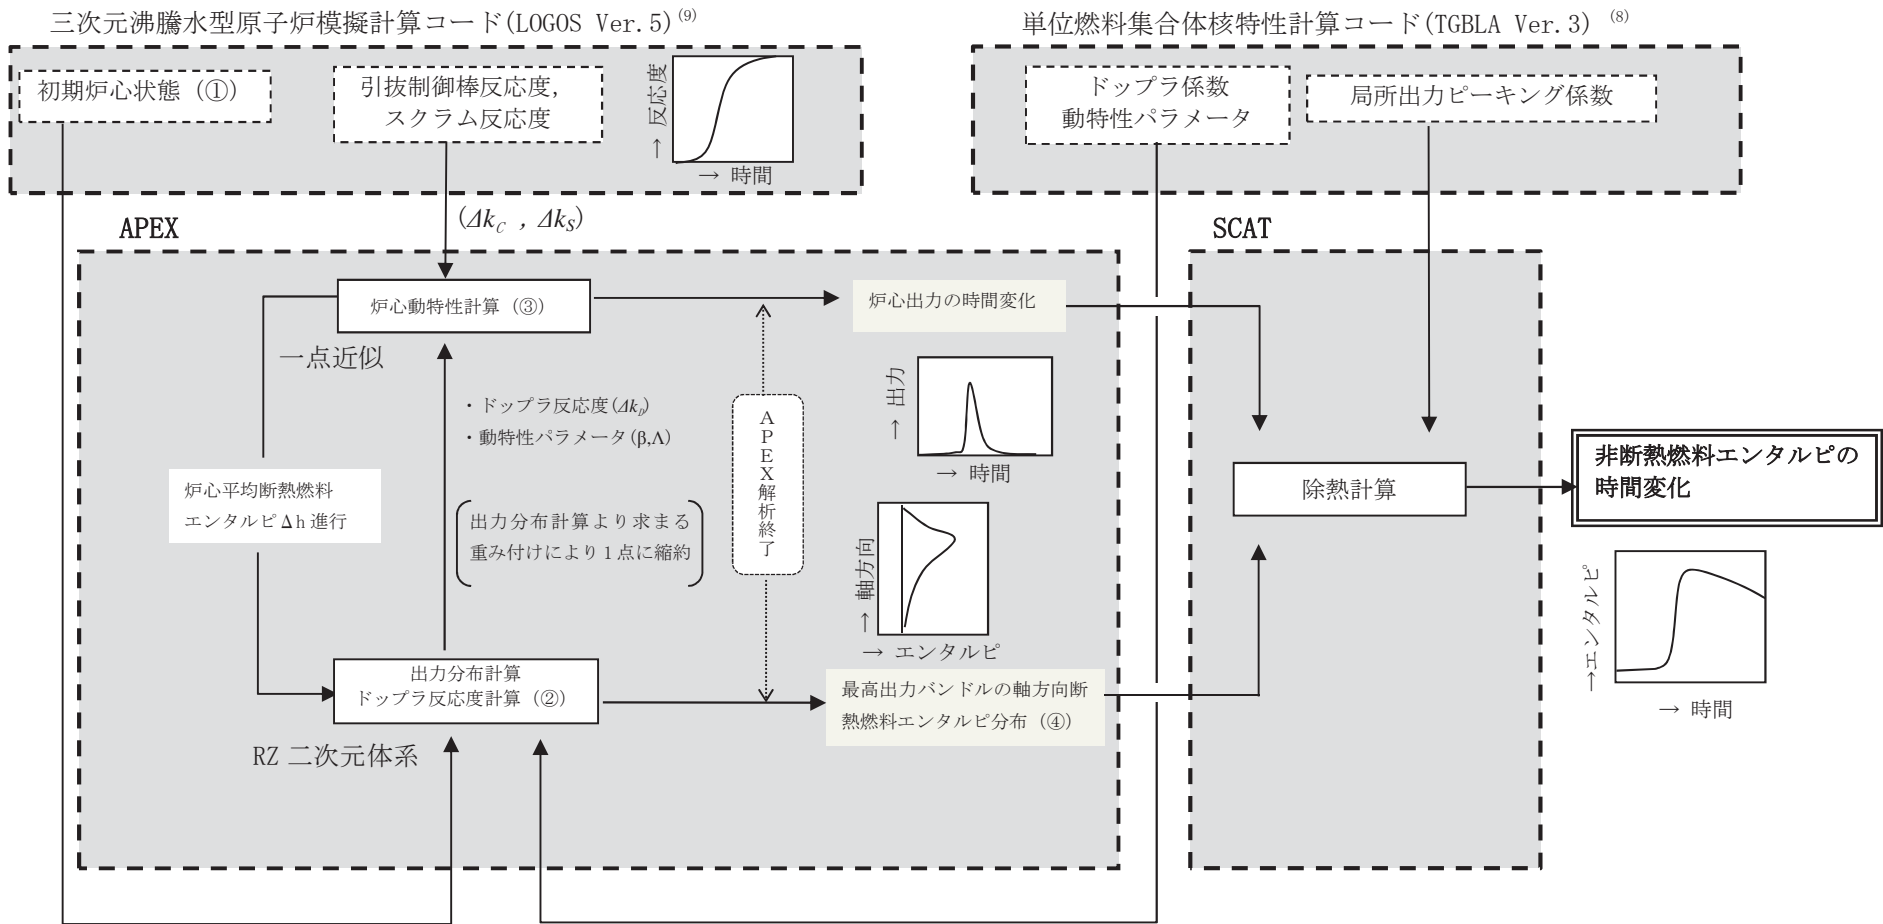 三次元沸騰水型原子炉模擬計算コード(LOGOS Ver.5)(9)
初期炉心状態（①）
引抜制御棒反応度，
スクラム反応度
→ 反応度
→ 時間
単位燃料集合体核特性計算コード(TGBLA Ver.3) (8)
ドップラ係数
動特性パラメータ
局所出力ピーキング係数
(Δk_C , Δk_S)
APEX
炉心動特性計算（③）
一点近似
炉心出力の時間変化
→ 出力
→ 時間
・ドップラ反応度(Δk_D)
・動特性パラメータ(β,Λ)
APEX解析終了
炉心平均断熱燃料
エンタルピΔh進行
出力分布計算より求まる
重み付けにより1点に縮約
→ 軸方向
→ エンタルピ
出力分布計算
ドップラ反応度計算（②）
RZ 二次元体系
最高出力バンドルの軸方向断
熱燃料エンタルピ分布（④）
SCAT
除熱計算
非断熱燃料エンタルピの
時間変化
→エンタルピ
→ 時間